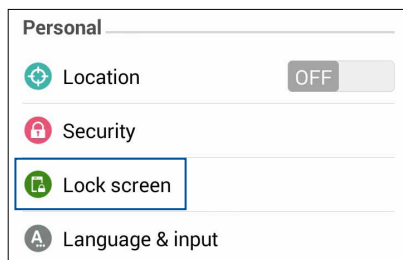 Personal
Location OFF
Security
Lock screen
A Language & input